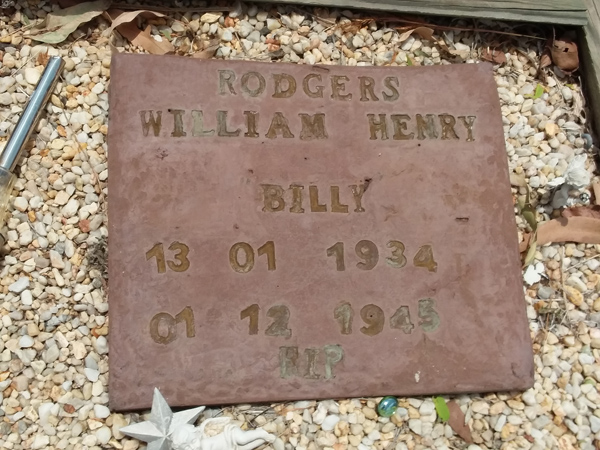 RODGERS
WILLIAM HENRY
BILLY
13 01 1934
01 12 1945
RIP